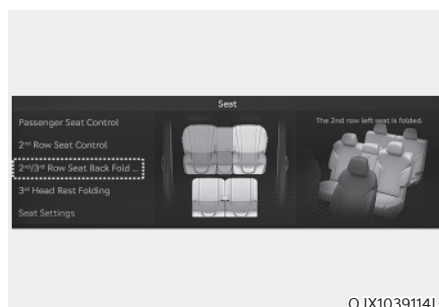 Seat
Passenger Seat Control
2nd Row Seat Control
2nd/3rd Row Seat Back Fold ...
3rd Head Rest Folding
Seat Settings
The 2nd row left seat is folded.
OJX1039114L